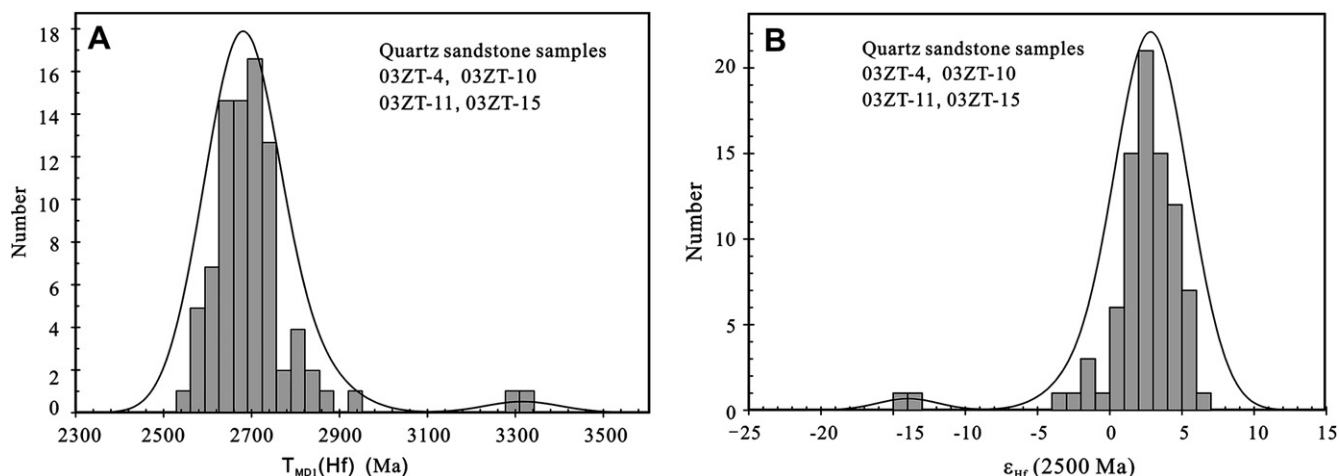 A
Quartz sandstone samples
03ZT-4, 03ZT-10
03ZT-11, 03ZT-15
Number
18
16
14
12
10
8
6
4
2
0
2300 2500 2700 2900 3100 3300 3500
T_MD1(Hf) (Ma)
B
Quartz sandstone samples
03ZT-4, 03ZT-10
03ZT-11, 03ZT-15
Number
20
15
10
5
0
−25 −20 −15 −10 −5 0 5 10 15
ε_Hf (2500 Ma)